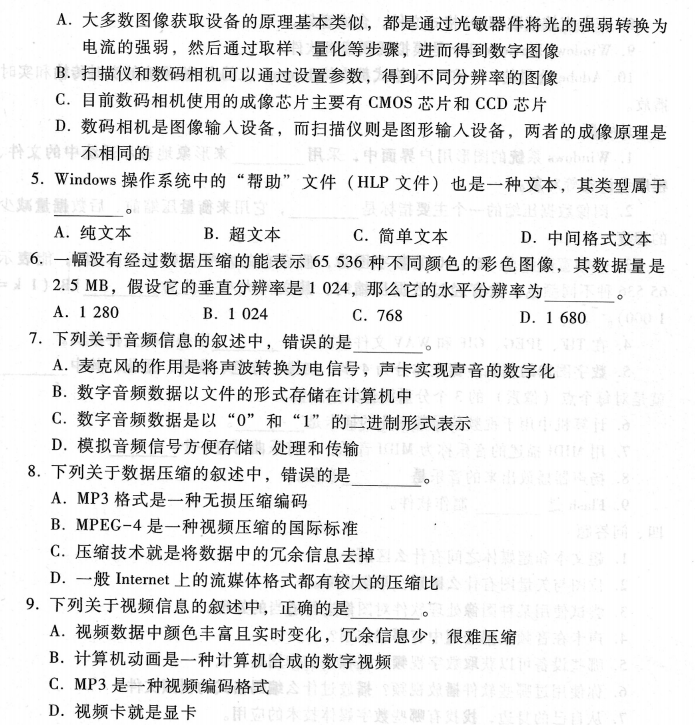 A. 大多数图像获取设备的原理基本类似，都是通过光敏器件将光的强弱转换为
电流的强弱，然后通过取样、量化等步骤，进而得到数字图像
B. 扫描仪和数码相机可以通过设置参数，得到不同分辨率的图像
C. 目前数码相机使用的成像芯片主要有 CMOS 芯片和 CCD 芯片
D. 数码相机是图像输入设备，而扫描仪则是图形输入设备，两者的成像原理是
不相同的
5. Windows 操作系统中的“帮助”文件（HLP 文件）也是一种文本，其类型属于
______。
A. 纯文本 B. 超文本 C. 简单文本 D. 中间格式文本
6. 一幅没有经过数据压缩的能表示 65 536 种不同颜色的彩色图像，其数据量是
2.5 MB，假设它的垂直分辨率是 1 024，那么它的水平分辨率为______。
A. 1 280 B. 1 024 C. 768 D. 1 680
7. 下列关于音频信息的叙述中，错误的是______。
A. 麦克风的作用是将声波转换为电信号，声卡实现声音的数字化
B. 数字音频数据以文件的形式存储在计算机中
C. 数字音频数据是以“0”和“1”的二进制形式表示
D. 模拟音频信号方便存储、处理和传输
8. 下列关于数据压缩的叙述中，错误的是______。
A. MP3 格式是一种无损压缩编码
B. MPEG-4 是一种视频压缩的国际标准
C. 压缩技术就是将数据中的冗余信息去掉
D. 一般 Internet 上的流媒体格式都有较大的压缩比
9. 下列关于视频信息的叙述中，正确的是______。
A. 视频数据中颜色丰富且实时变化，冗余信息少，很难压缩
B. 计算机动画是一种计算机合成的数字视频
C. MP3 是一种视频编码格式
D. 视频卡就是显卡